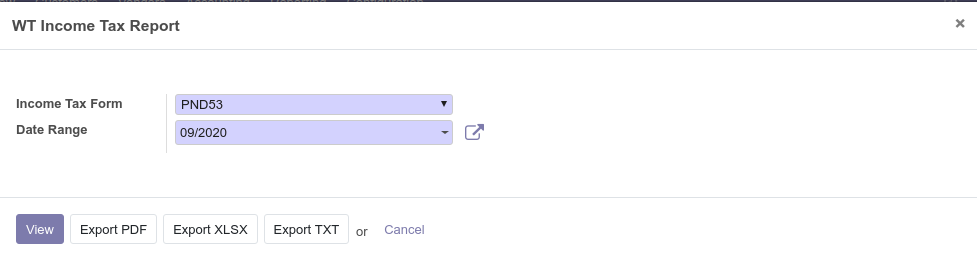 WT Income Tax Report ×
Income Tax Form PND53
Date Range 09/2020
View Export PDF Export XLSX Export TXT or Cancel